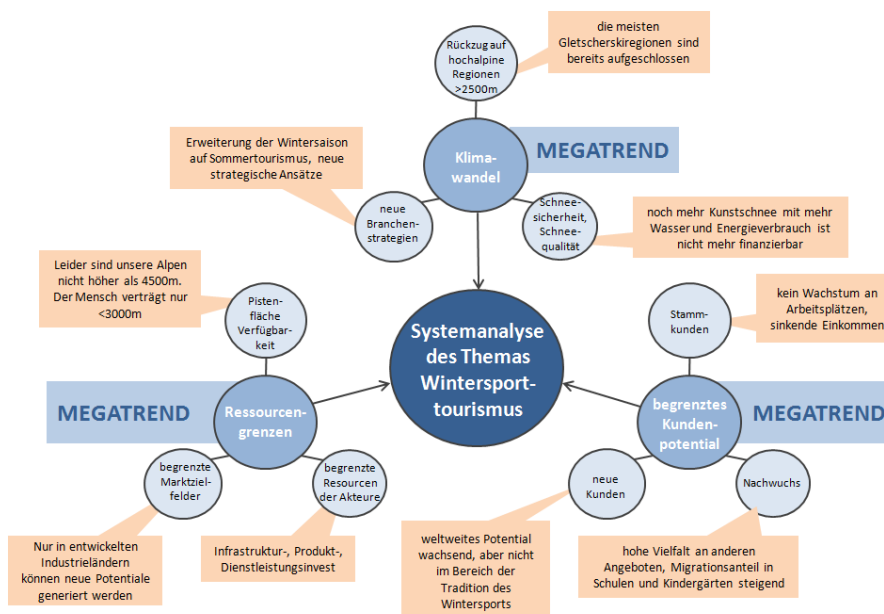 die meisten
Gletscherskiregionen sind
bereits aufgeschlossen
Rückzug auf
hochalpine
Regionen
>2500m
Erweiterung der Wintersaison
auf Sommertourismus, neue
strategische Ansätze
Klima-
wandel
MEGATREND
neue
Branchen-
strategien
Schnee-
sicherheit,
Schnee-
qualität
noch mehr Kunstschnee mit mehr
Wasser und Energieverbrauch ist
nicht mehr finanzierbar
Leider sind unsere Alpen
nicht höher als 4500m.
Der Mensch verträgt nur
<3000m
Pisten-
fläche
Verfügbar-
keit
Systemanalyse
des Themas
Wintersport-
tourismus
Stamm-
kunden
kein Wachstum an
Arbeitsplätzen,
sinkende Einkommen
MEGATREND
Ressourcen-
grenzen
begrenztes
Kunden-
potential
MEGATREND
begrenzte
Marktziel-
felder
begrenzte
Resourcen
der Akteure
neue
Kunden
Nachwuchs
Nur in entwickelten
Industrieländern
können neue Potentiale
generiert werden
Infrastruktur-, Produkt-,
Dienstleistungsinvest
weltweites Potential
wachsend, aber nicht
im Bereich der
Tradition des
Wintersports
hohe Vielfalt an anderen
Angeboten, Migrationsanteil in
Schulen und Kindergärten
steigend